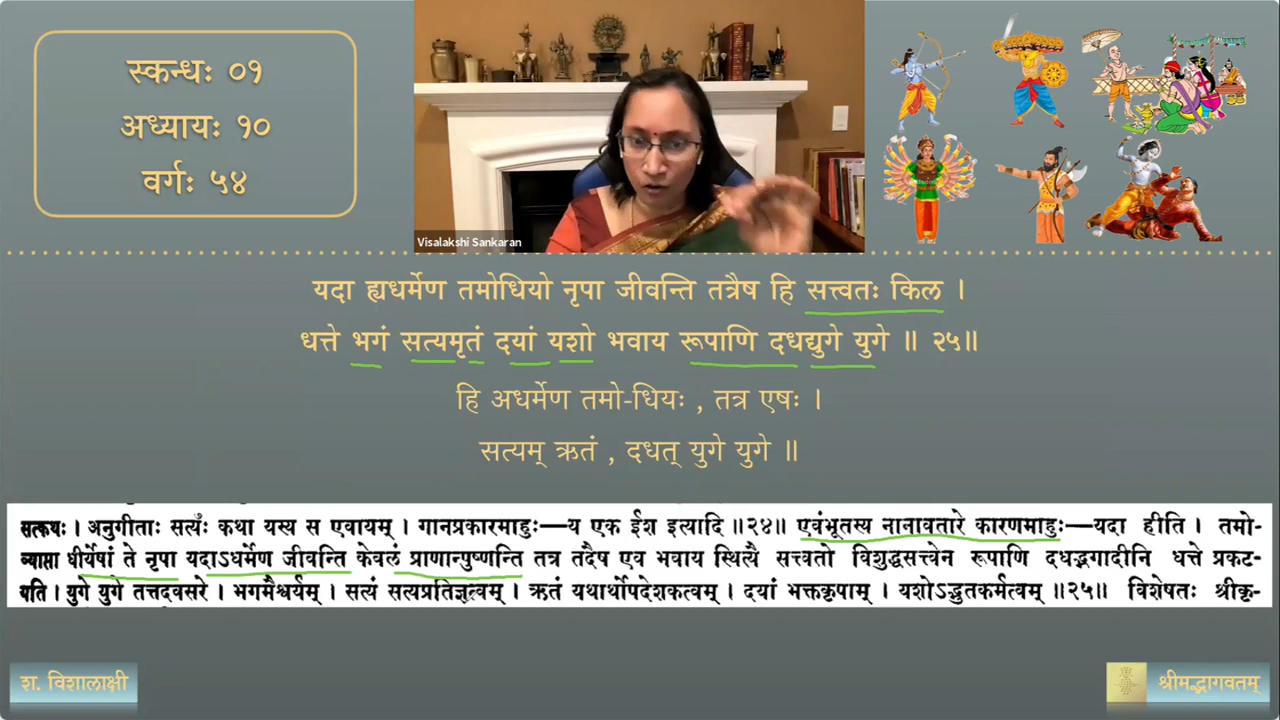 स्कन्धः ०१
अध्यायः १०
वर्गः ५४
Visalakshi Sankaran
यदा ह्यधर्मेण तमोधियो नृपा जीवन्ति तत्रैष हि सत्त्वतः किल ।
धत्ते भगं सत्यमृतं दयां यशो भवाय रूपाणि दधद्युगे युगे ॥ २५॥
हि अधर्मेण तमो-धियः , तत्र एषः ।
सत्यम् ऋतं , दधत् युगे युगे ॥
सत्कथः । अनुगीताः सत्यः कथा यस्य स एवायम् । गानप्रकारमाहुः—य एक ईश इत्यादि ॥२४॥ एवंभूतस्य नानावतारे कारणमाहुः—यदा हीति । तमो-
व्याप्ता धीर्येषां ते नृपा यदाऽधर्मेण जीवन्ति केवलं प्राणान्पुष्णन्ति तत्र तदैष एव भवाय स्थित्यै सत्त्वतो विशुद्धसत्त्वेन रूपाणि दधद्भगादीनि धत्ते प्रकट-
यति । युगे युगे तत्तदवसरे । भगमैश्वर्यम् । सत्यं सत्यप्रतिज्ञत्वम् । ऋतं यथार्थोपदेशकत्वम् । दयां भक्तकृपाम् । यशोऽद्भुतकर्मत्वम् ॥२५॥ विशेषतः श्रीकृ-
श. विशालाक्षी
श्रीमद्भागवतम्